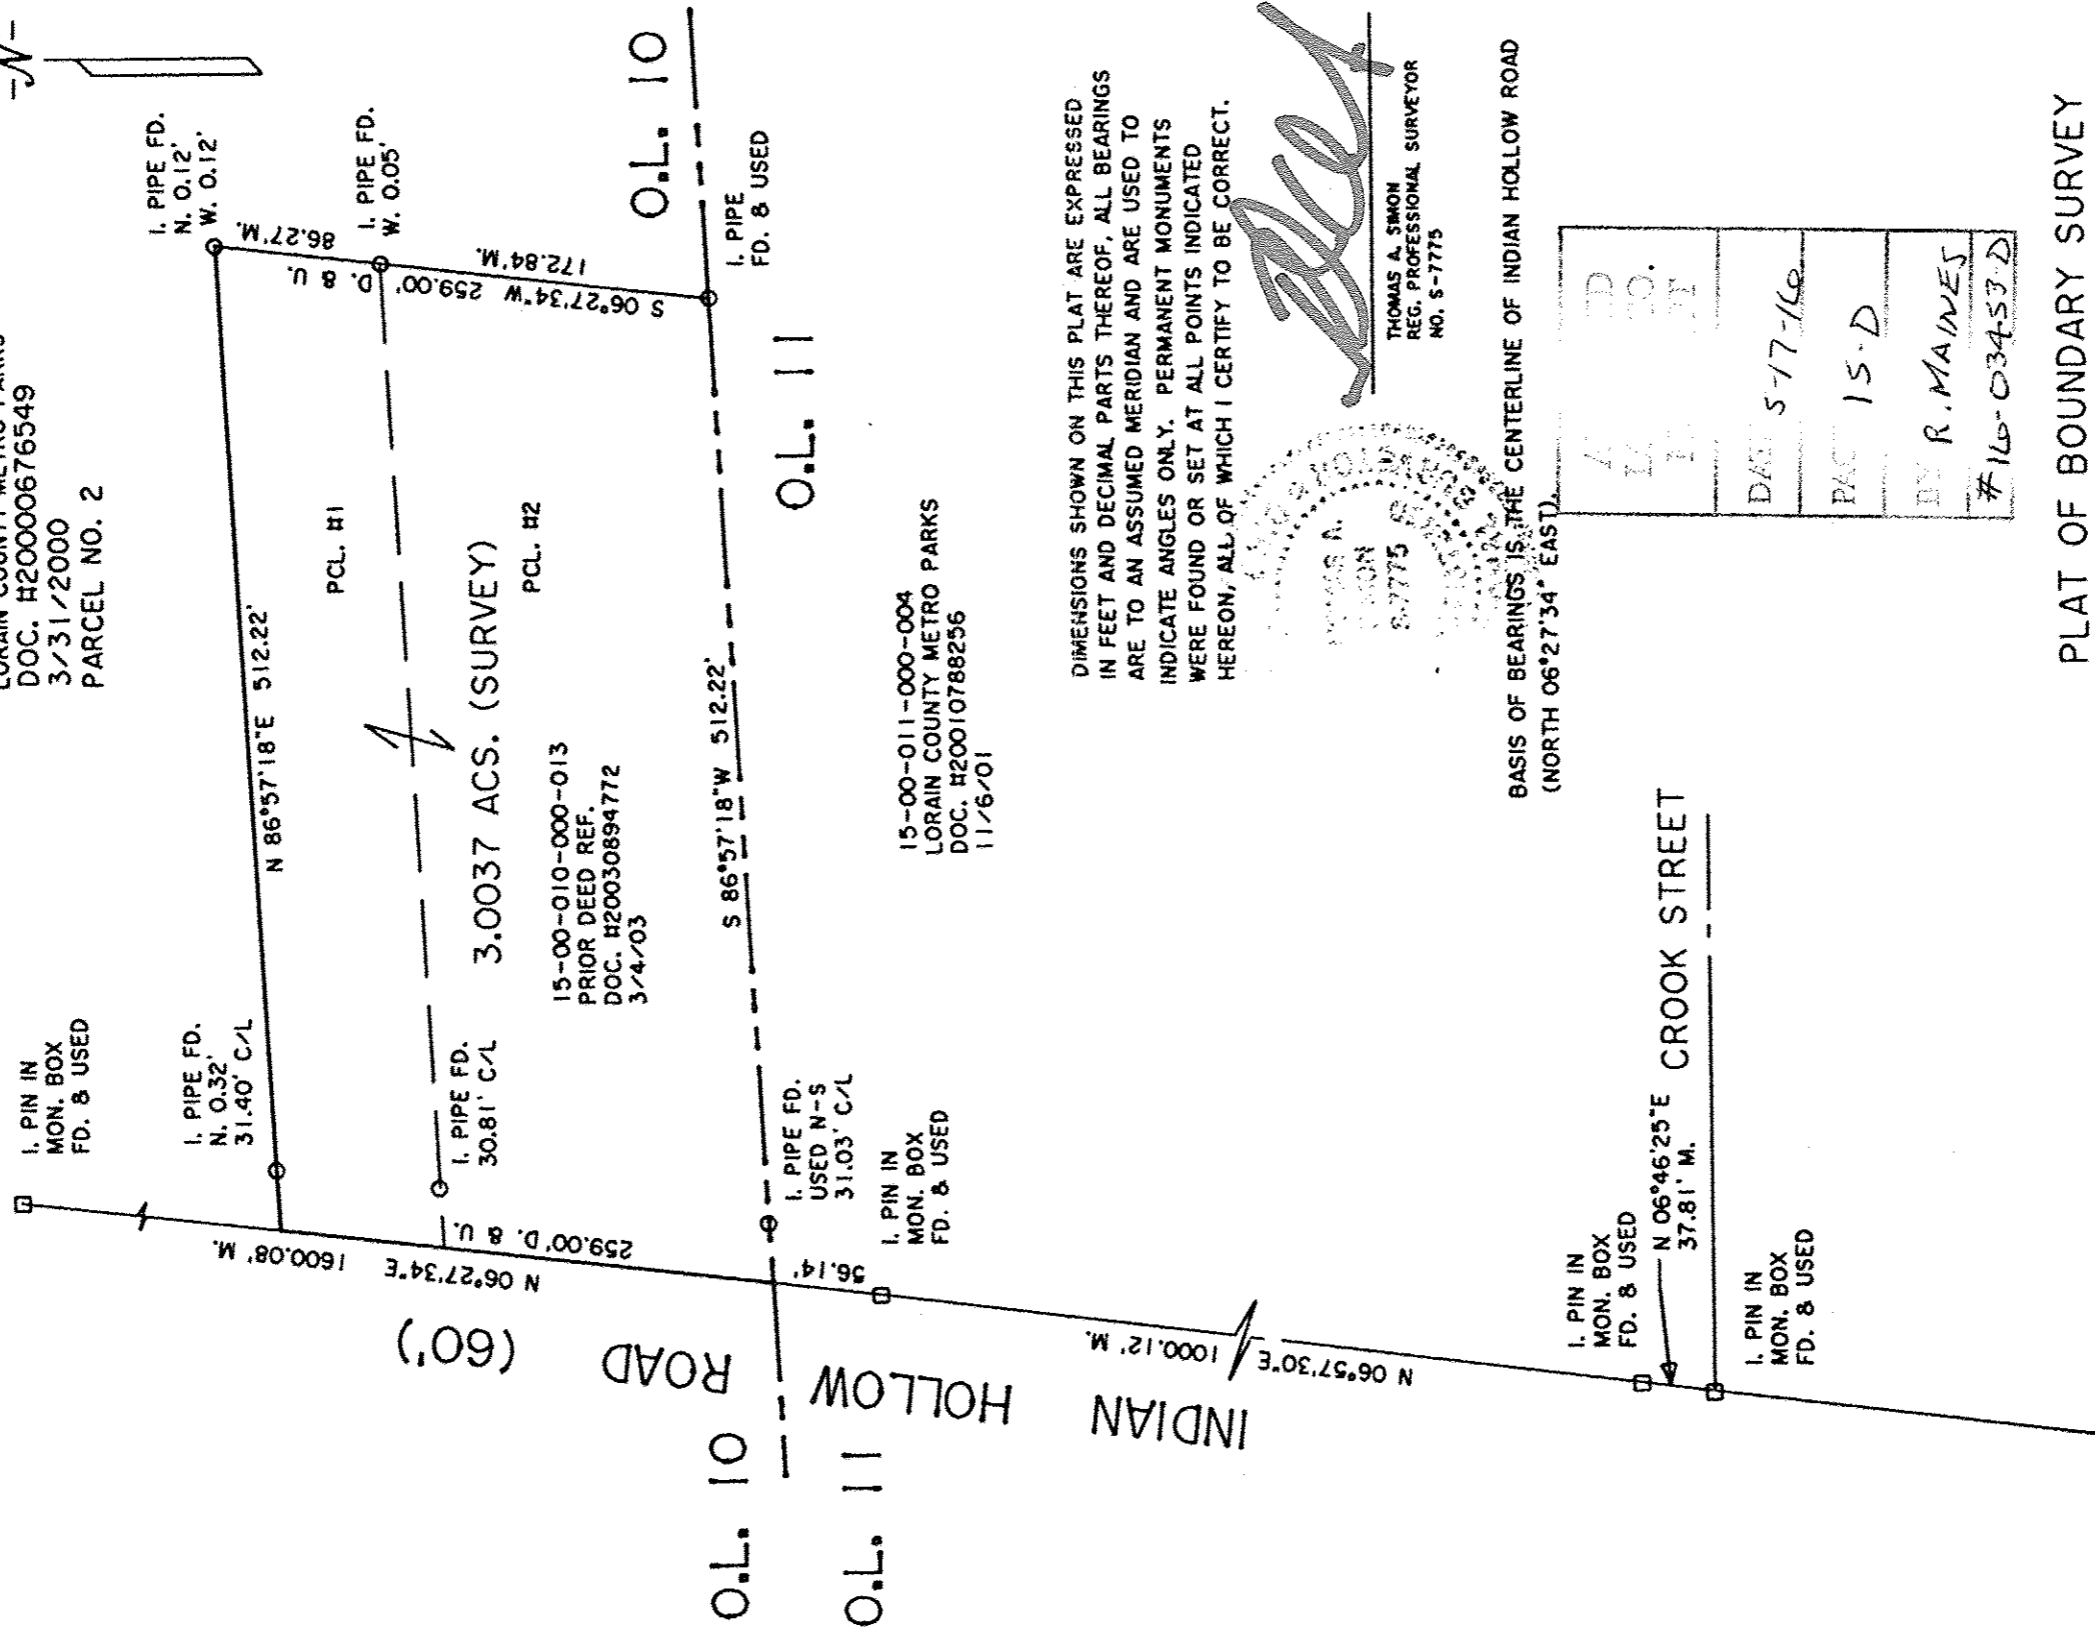 -N-
DOC. #20000676549
3/31/2000
PARCEL NO. 2
I. PIN IN
MON. BOX
FD. & USED
I. PIPE FD.
N. 0.32'
31.40' C/L
N 86°57'18"E 512.22'
I. PIPE FD.
N. 0.12'
W. 0.12'
86.27' M.
I. PIPE FD.
W. 0.05'
PCL. #1
S 06°27'34"W 259.00' D. & U.
172.84' M.
I. PIPE FD.
30.81' C/L
3.0037 ACS. (SURVEY)
PCL. #2
15-00-010-000-013
PRIOR DEED REF.
DOC. #20030894772
3/4/03
N 06°27'34"E 1600.08' M.
259.00' D. & U.
O.L. 10
I. PIPE
FD. & USED
S 86°57'18"W 512.22'
O.L. 11
I. PIPE FD.
USED N-S
31.03' C/L
56.14'
I. PIN IN
MON. BOX
FD. & USED
15-00-011-000-004
LORAIN COUNTY METRO PARKS
DOC. #20010788256
11/6/01
O.L. 10
O.L. 11
INDIAN HOLLOW ROAD (60')
N 06°57'30"E 1000.12' M.
DIMENSIONS SHOWN ON THIS PLAT ARE EXPRESSED
IN FEET AND DECIMAL PARTS THEREOF, ALL BEARINGS
ARE TO AN ASSUMED MERIDIAN AND ARE USED TO
INDICATE ANGLES ONLY. PERMANENT MONUMENTS
WERE FOUND OR SET AT ALL POINTS INDICATED
HEREON, ALL OF WHICH I CERTIFY TO BE CORRECT.
THOMAS A. SIMON
REG. PROFESSIONAL SURVEYOR
NO. S-7775
BASIS OF BEARINGS IS THE CENTERLINE OF INDIAN HOLLOW ROAD
(NORTH 06°27'34" EAST).
I. PIN IN
MON. BOX
FD. & USED
N 06°46'25"E
37.81' M.
CROOK STREET
I. PIN IN
MON. BOX
FD. & USED
5-17-16
15-D
BY R. MAINES
#16-03453 D
PLAT OF BOUNDARY SURVEY